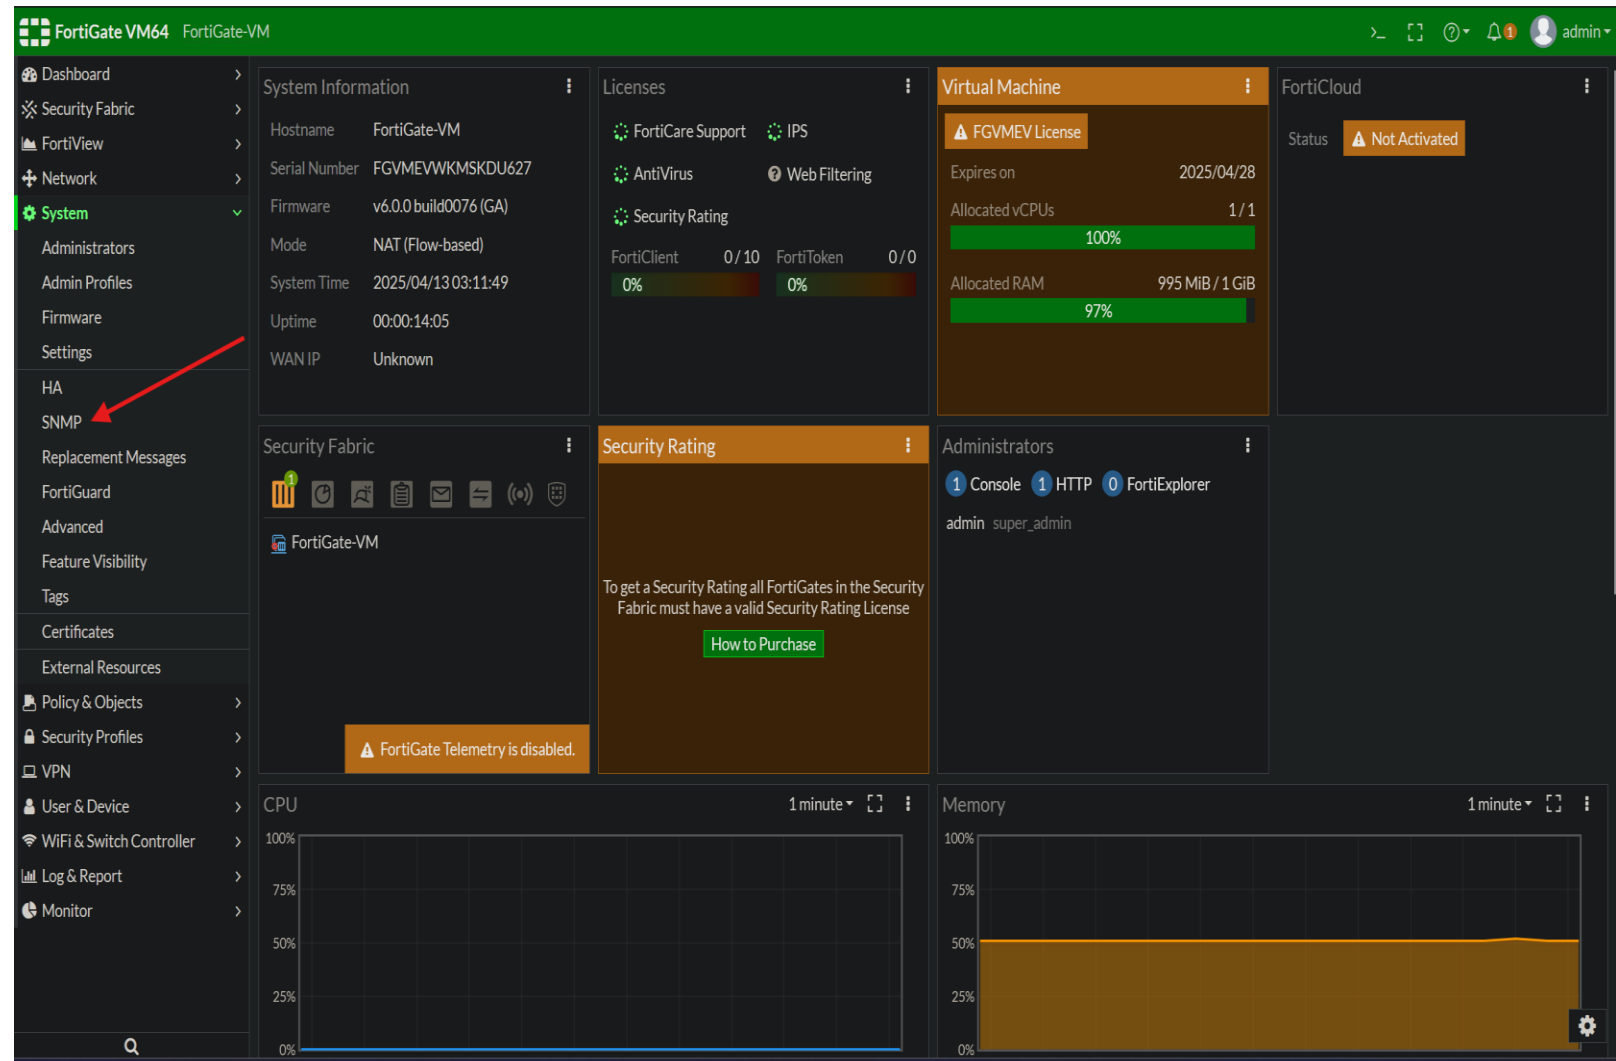 FortiGate VM64 FortiGate-VM
>_ 1 admin
Dashboard
Security Fabric
FortiView
Network
System
Administrators
Admin Profiles
Firmware
Settings
HA
SNMP
Replacement Messages
FortiGuard
Advanced
Feature Visibility
Tags
Certificates
External Resources
Policy & Objects
Security Profiles
VPN
User & Device
WiFi & Switch Controller
Log & Report
Monitor
System Information
Hostname FortiGate-VM
Serial Number FGVMEVWKMSKDU627
Firmware v6.0.0 build0076 (GA)
Mode NAT (Flow-based)
System Time 2025/04/13 03:11:49
Uptime 00:00:14:05
WAN IP Unknown
Licenses
FortiCare Support IPS
AntiVirus Web Filtering
Security Rating
FortiClient 0/10 FortiToken 0/0
0% 0%
Virtual Machine
FGVMEV License
Expires on 2025/04/28
Allocated vCPUs 1/1
100%
Allocated RAM 995 MiB / 1 GiB
97%
FortiCloud
Status Not Activated
Security Fabric
1
FortiGate-VM
FortiGate Telemetry is disabled.
Security Rating
To get a Security Rating all FortiGates in the Security
Fabric must have a valid Security Rating License
How to Purchase
Administrators
1 Console 1 HTTP 0 FortiExplorer
admin super_admin
CPU 1 minute
100%
75%
50%
25%
0%
Memory 1 minute
100%
75%
50%
25%
0%